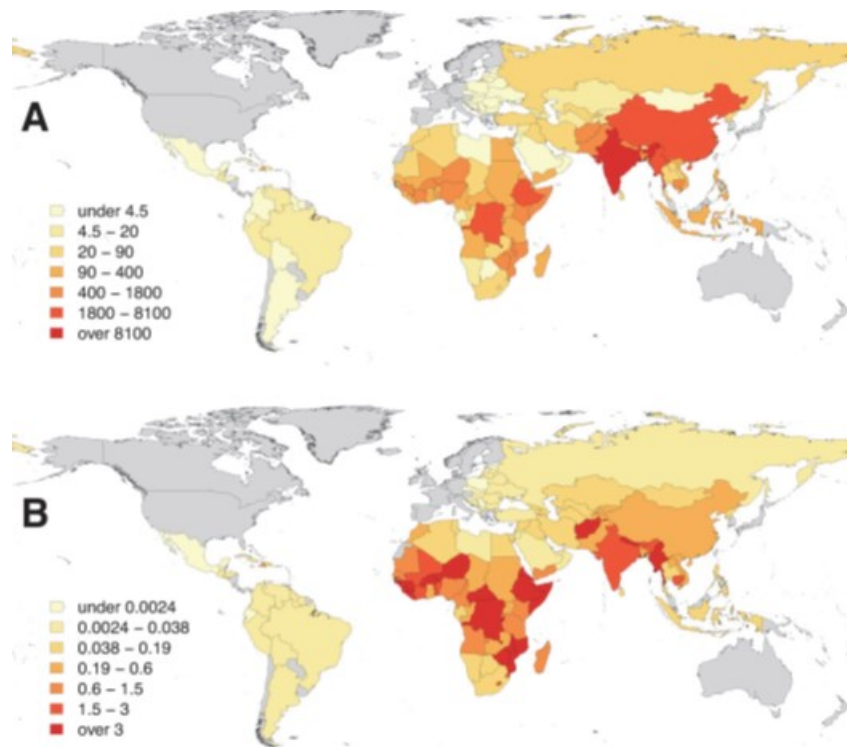 A
under 4.5
4.5 – 20
20 – 90
90 – 400
400 – 1800
1800 – 8100
over 8100
B
under 0.0024
0.0024 – 0.038
0.038 – 0.19
0.19 – 0.6
0.6 – 1.5
1.5 – 3
over 3